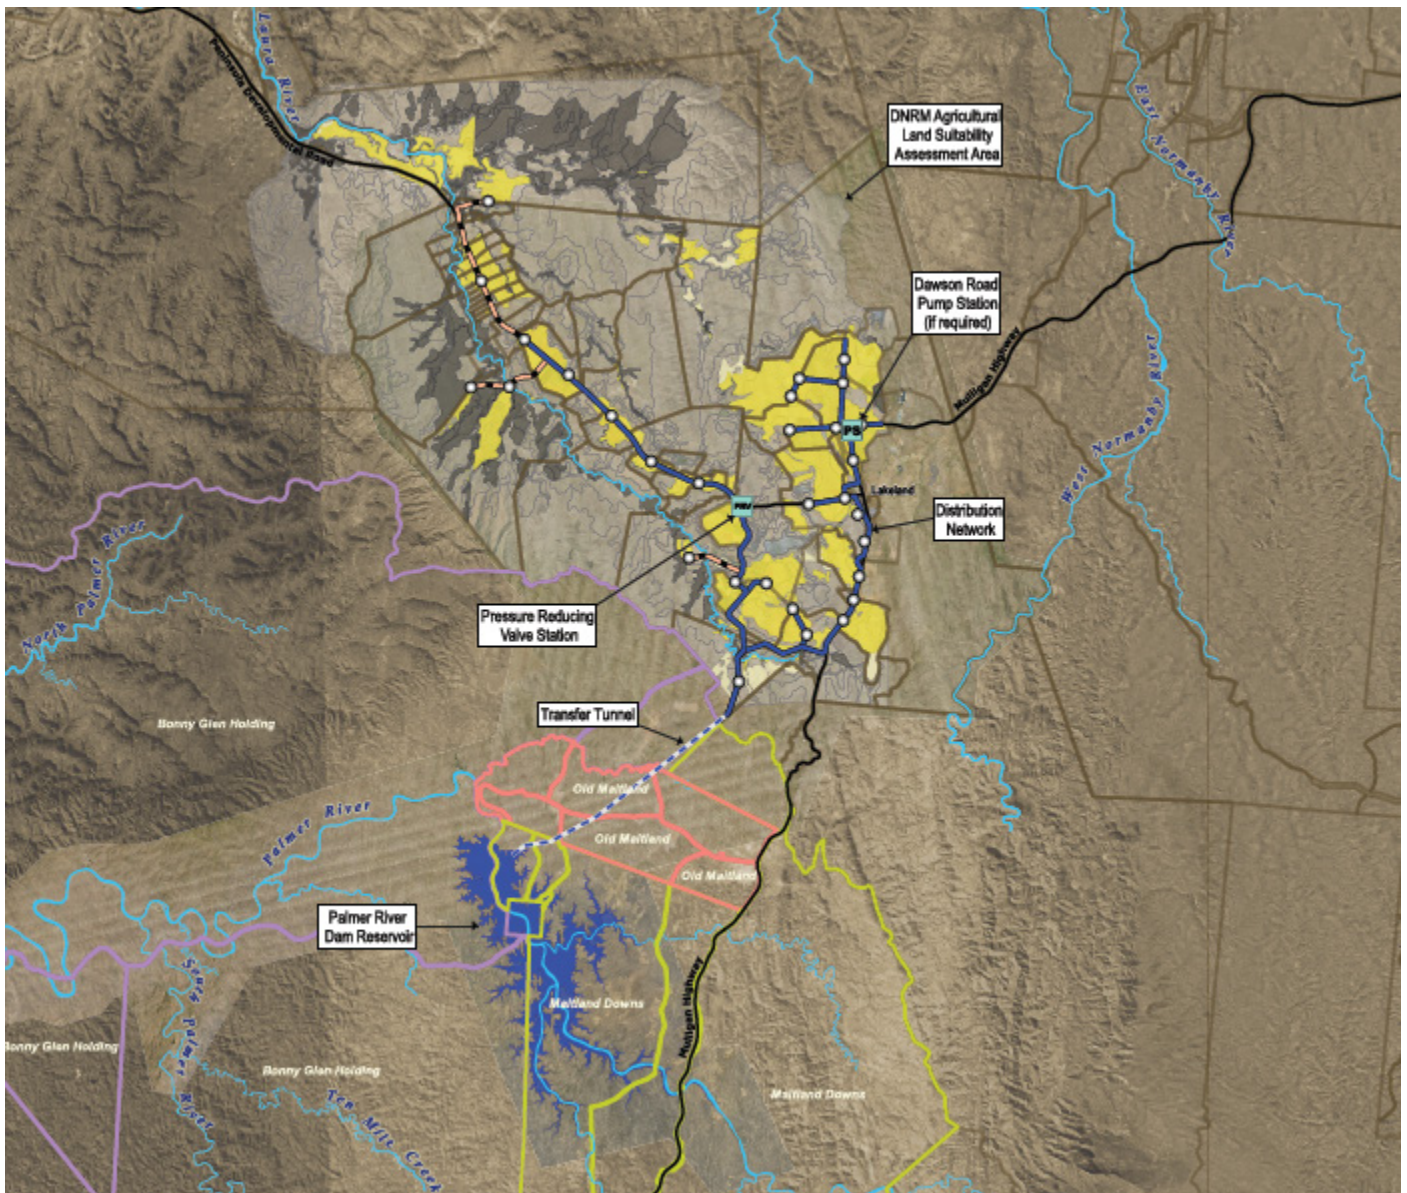 Laura River
Peninsula Developmental Road
East Normanby River
DNRM Agricultural
Land Suitability
Assessment Area
Dawson Road
Pump Station
(if required)
Mulligan Highway
West Normanby River
PS
Lakeland
PRV
Distribution
Network
North Palmer River
Pressure Reducing
Valve Station
Bonny Glen Holding
Transfer Tunnel
Old Maitland
Palmer River
Old Maitland
Old Maitland
Palmer River
Dam Reservoir
South Palmer River
Maitland Downs
Mulligan Highway
Bonny Glen Holding
Bonny Glen Holding
Maitland Downs
Ten Mile Creek